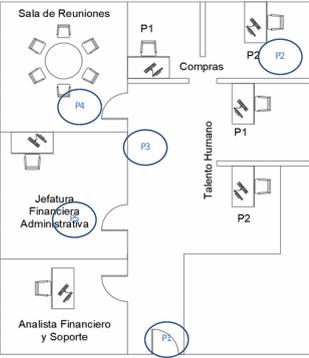 Sala de Reuniones
P1
P2
P2
Compras
P4
P1
P3
Talento Humano
Jefatura
Financiera
Administrativa
P5
P2
Analista Financiero
y Soporte
P1